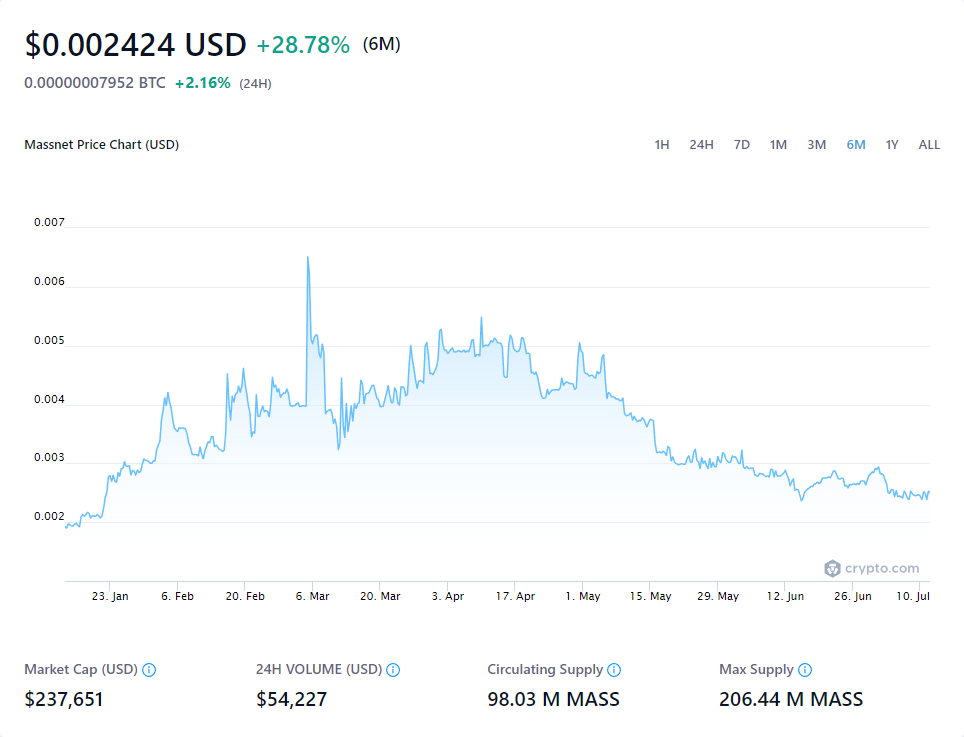 $0.002424 USD +28.78% (6M)
0.00000007952 BTC +2.16% (24H)
Massnet Price Chart (USD) 1H 24H 7D 1M 3M 6M 1Y ALL
0.007
0.006
0.005
0.004
0.003
0.002
crypto.com
23. Jan 6. Feb 20. Feb 6. Mar 20. Mar 3. Apr 17. Apr 1. May 15. May 29. May 12. Jun 26. Jun 10. Jul
Market Cap (USD) 24H VOLUME (USD) Circulating Supply Max Supply
$237,651 $54,227 98.03 M MASS 206.44 M MASS